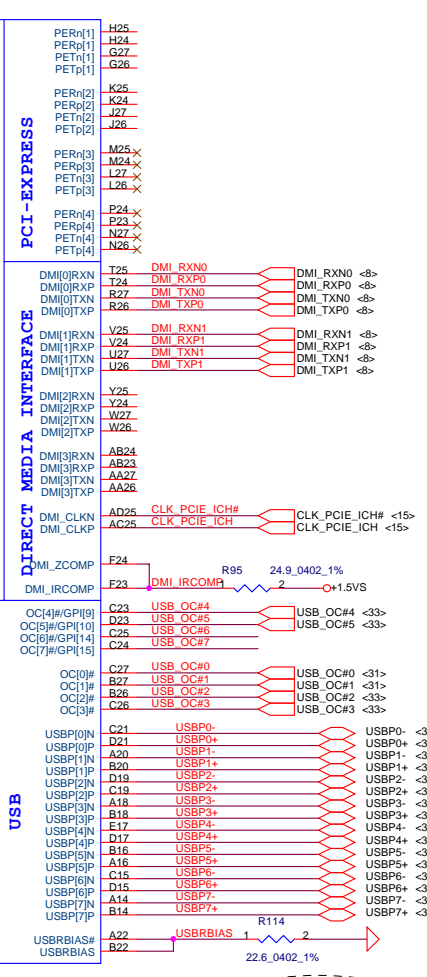 PCI-EXPRESS
PERn[1] H25
PERp[1] H24
PETn[1] G27
PETp[1] G26
PERn[2] K25
PERp[2] K24
PETn[2] J27
PETp[2] J26
PERn[3] M25
PERp[3] M24
PETn[3] L27
PETp[3] L26
PERn[4] P24
PERp[4] P23
PETn[4] N27
PETp[4] N26
DIRECT MEDIA INTERFACE
DMI[0]RXN T25 DMI_RXN0 DMI_RXN0 <8>
DMI[0]RXP T24 DMI_RXP0 DMI_RXP0 <8>
DMI[0]TXN R27 DMI_TXN0 DMI_TXN0 <8>
DMI[0]TXP R26 DMI_TXP0 DMI_TXP0 <8>
DMI[1]RXN V25 DMI_RXN1 DMI_RXN1 <8>
DMI[1]RXP V24 DMI_RXP1 DMI_RXP1 <8>
DMI[1]TXN U27 DMI_TXN1 DMI_TXN1 <8>
DMI[1]TXP U26 DMI_TXP1 DMI_TXP1 <8>
DMI[2]RXN Y25
DMI[2]RXP Y24
DMI[2]TXN W27
DMI[2]TXP W26
DMI[3]RXN AB24
DMI[3]RXP AB23
DMI[3]TXN AA27
DMI[3]TXP AA26
DMI_CLKN AD25 CLK_PCIE_ICH# CLK_PCIE_ICH# <15>
DMI_CLKP AC25 CLK_PCIE_ICH CLK_PCIE_ICH <15>
DMI_ZCOMP F24
R95 24.9_0402_1%
DMI_IRCOMP F23 DMI_IRCOMP 1 2 +1.5VS
USB
OC[4]#/GPI[9] C23 USB_OC#4 USB_OC#4 <33>
OC[5]#/GPI[10] D23 USB_OC#5 USB_OC#5 <33>
OC[6]#/GPI[14] C25 USB_OC#6
OC[7]#/GPI[15] C24 USB_OC#7
OC[0]# C27 USB_OC#0 USB_OC#0 <31>
OC[1]# B27 USB_OC#1 USB_OC#1 <31>
OC[2]# B26 USB_OC#2 USB_OC#2 <33>
OC[3]# C26 USB_OC#3 USB_OC#3 <33>
USBP[0]N C21 USBP0- USBP0- <3
USBP[0]P D21 USBP0+ USBP0+ <3
USBP[1]N A20 USBP1- USBP1- <3
USBP[1]P B20 USBP1+ USBP1+ <3
USBP[2]N D19 USBP2- USBP2- <3
USBP[2]P C19 USBP2+ USBP2+ <3
USBP[3]N A18 USBP3- USBP3- <3
USBP[3]P B18 USBP3+ USBP3+ <3
USBP[4]N E17 USBP4- USBP4- <3
USBP[4]P D17 USBP4+ USBP4+ <3
USBP[5]N B16 USBP5- USBP5- <3
USBP[5]P A16 USBP5+ USBP5+ <3
USBP[6]N C15 USBP6- USBP6- <3
USBP[6]P D15 USBP6+ USBP6+ <3
USBP[7]N A14 USBP7- USBP7- <3
USBP[7]P B14 USBP7+ USBP7+ <3
R114
USBRBIAS# A22 USBRBIAS 1 2
USBRBIAS B22
22.6_0402_1%